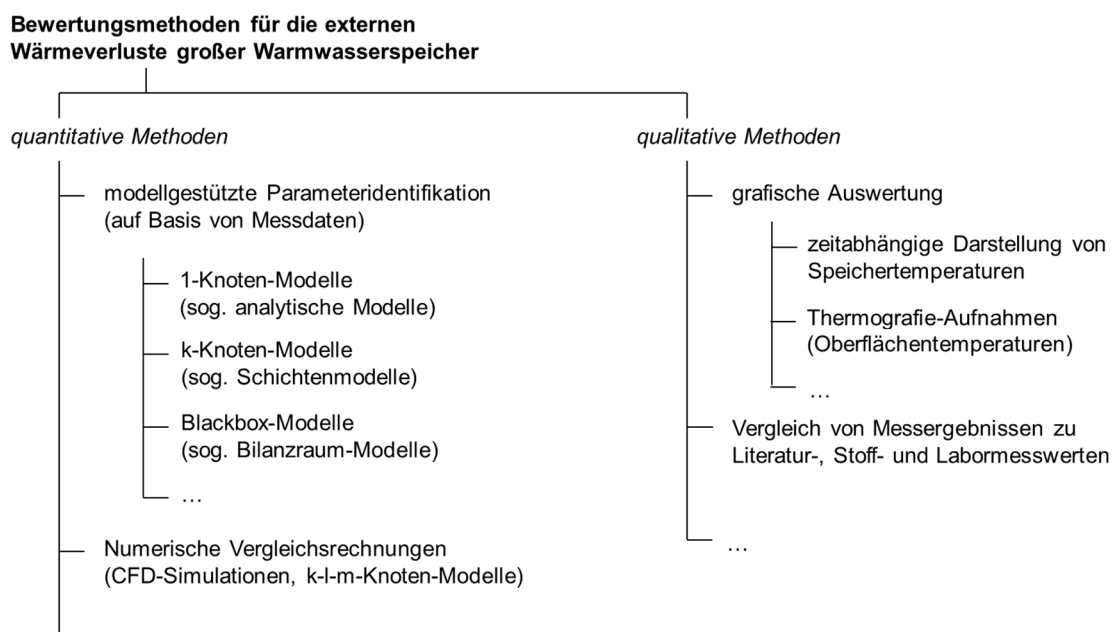 Bewertungsmethoden für die externen
Wärmeverluste großer Warmwasserspeicher
quantitative Methoden
modellgestützte Parameteridentifikation
(auf Basis von Messdaten)
1-Knoten-Modelle
(sog. analytische Modelle)
k-Knoten-Modelle
(sog. Schichtenmodelle)
Blackbox-Modelle
(sog. Bilanzraum-Modelle)
…
Numerische Vergleichsrechnungen
(CFD-Simulationen, k-l-m-Knoten-Modelle)
qualitative Methoden
grafische Auswertung
zeitabhängige Darstellung von
Speichertemperaturen
Thermografie-Aufnahmen
(Oberflächentemperaturen)
…
Vergleich von Messergebnissen zu
Literatur-, Stoff- und Labormesswerten
…